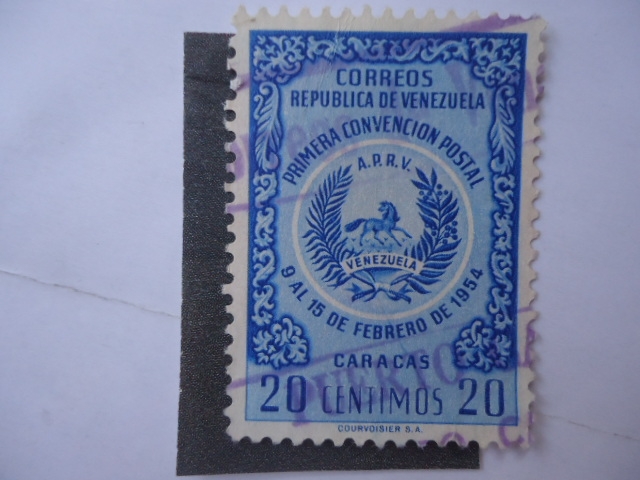 CORREOS
REPUBLICA DE VENEZUELA
PRIMERA CONVENCION POSTAL
A.P.R.V.
VENEZUELA
9 AL 15 DE FEBRERO DE 1954
CARACAS
20 CENTIMOS 20
PUERTO
COURVOISIER S.A.